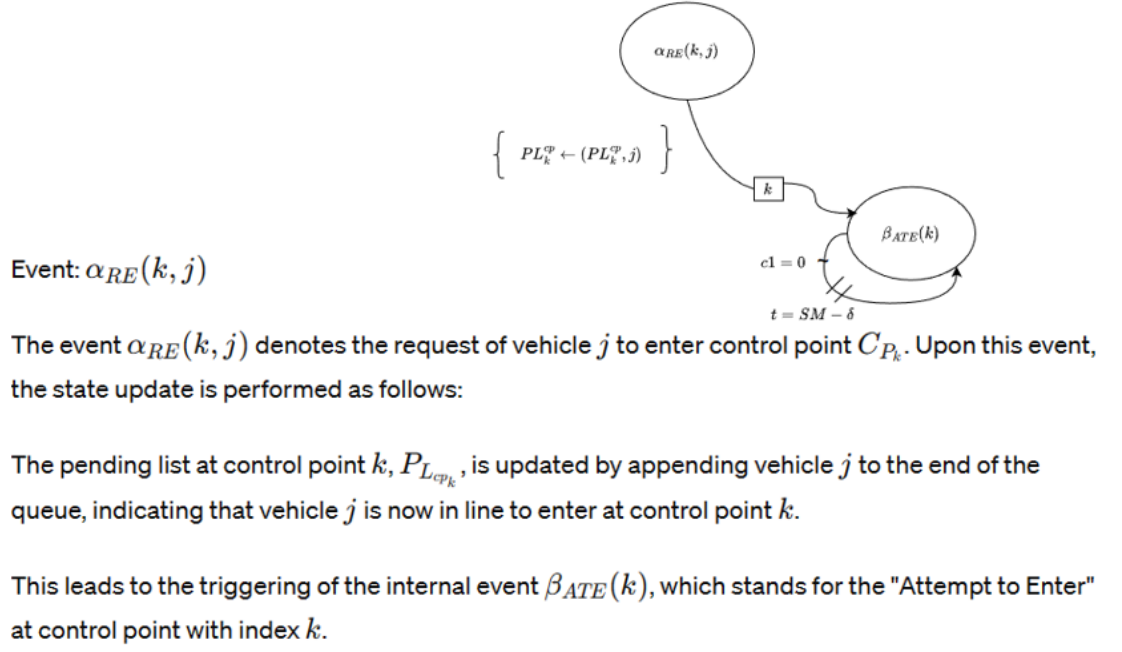 α_RE(k, j)
{ PL_k^cp ← (PL_k^cp, j) }
k
β_ATE(k)
c1 = 0
t = SM − δ
Event: α_RE(k, j)
The event α_RE(k, j) denotes the request of vehicle j to enter control point C_{P_k}. Upon this event,
the state update is performed as follows:
The pending list at control point k, P_{L_{cp_k}}, is updated by appending vehicle j to the end of the
queue, indicating that vehicle j is now in line to enter at control point k.
This leads to the triggering of the internal event β_ATE(k), which stands for the "Attempt to Enter"
at control point with index k.